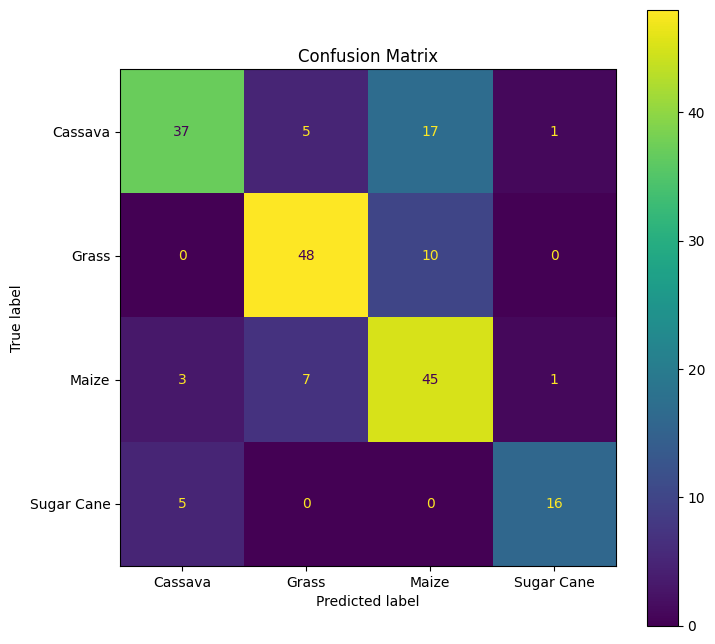 Confusion Matrix
Cassava 37 5 17 1
Grass 0 48 10 0
Maize 3 7 45 1
Sugar Cane 5 0 0 16
Cassava Grass Maize Sugar Cane
Predicted label
True label
40
30
20
10
0